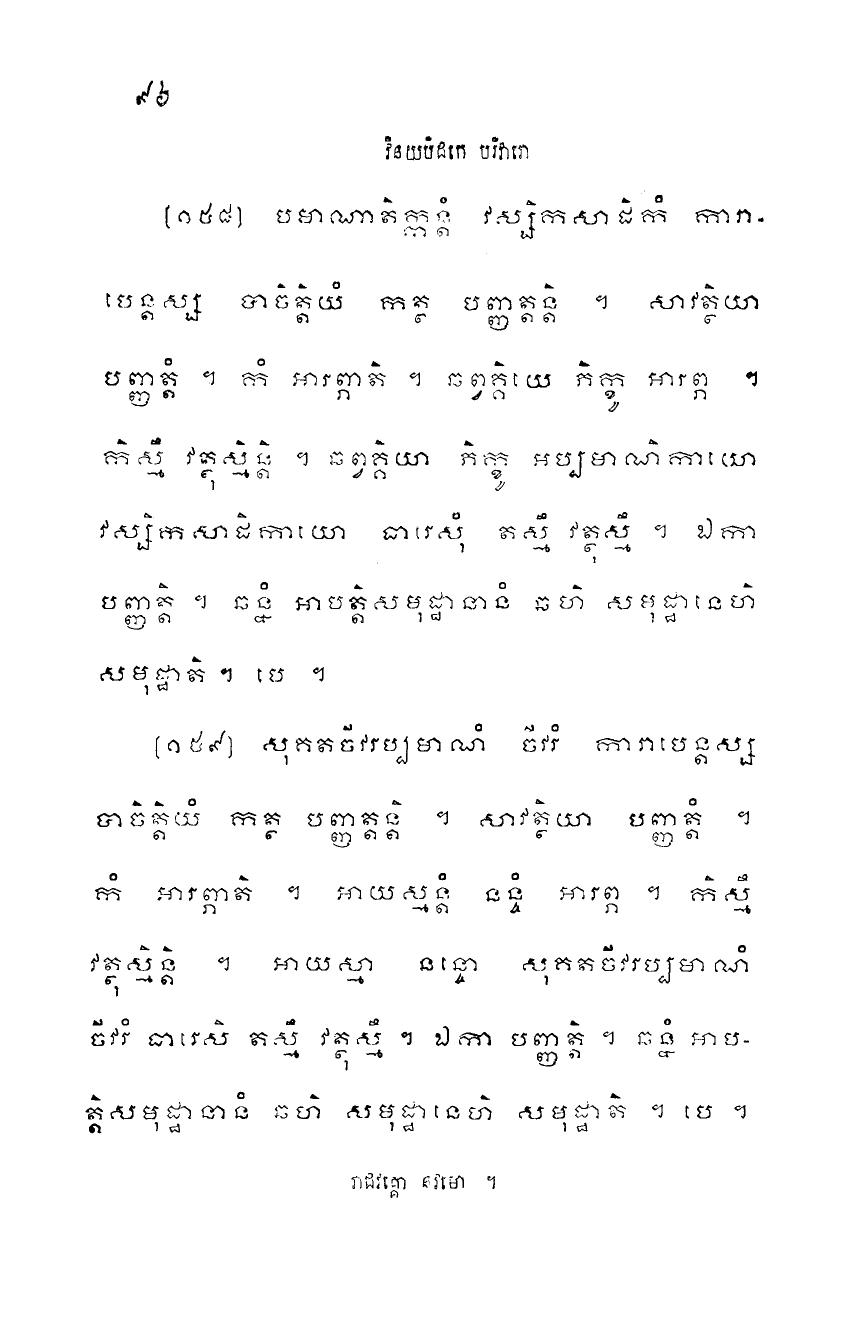 ៩៦
វិនយបិដកេ បរិវារោ
[១៥៨] បមាណាតិក្កន្តំ វស្សិកសាដិកំ ការា-
បេន្តស្ស បាចិត្តិយំ កត្ថ បញ្ញត្តន្តិ ។ សាវត្ថិយា
បញ្ញត្តំ ។ កំ អារព្ភាតិ ។ ឆព្វគ្គិយេ ភិក្ខូ អារព្ភ ។
កិស្មឹ វត្ថុស្មិន្តិ ។ ឆព្វគ្គិយា ភិក្ខូ អប្បមាណិកាយោ
វស្សិកសាដិកាយោ ធារេសុំ តស្មឹ វត្ថុស្មឹ ។ ឯកា
បញ្ញត្តិ ។ ឆន្នំ អាបត្តិសមុដ្ឋានានំ ឆហិ សមុដ្ឋានេហិ
សមុដ្ឋាតិ ។ បេ ។
[១៥៩] សុគតចីវរប្បមាណំ ចីវរំ ការាបេន្តស្ស
បាចិត្តិយំ កត្ថ បញ្ញត្តន្តិ ។ សាវត្ថិយា បញ្ញត្តំ ។
កំ អារព្ភាតិ ។ អាយស្មន្តំ នន្ទំ អារព្ភ ។ កិស្មឹ
វត្ថុស្មិន្តិ ។ អាយស្មា នន្ទោ សុគតចីវរប្បមាណំ
ចីវរំ ធារេសិ តស្មឹ វត្ថុស្មឹ ។ ឯកា បញ្ញត្តិ ។ ឆន្នំ អាប-
ត្តិសមុដ្ឋានានំ ឆហិ សមុដ្ឋានេហិ សមុដ្ឋាតិ ។ បេ ។
រាជវគ្គោ នវមោ ។